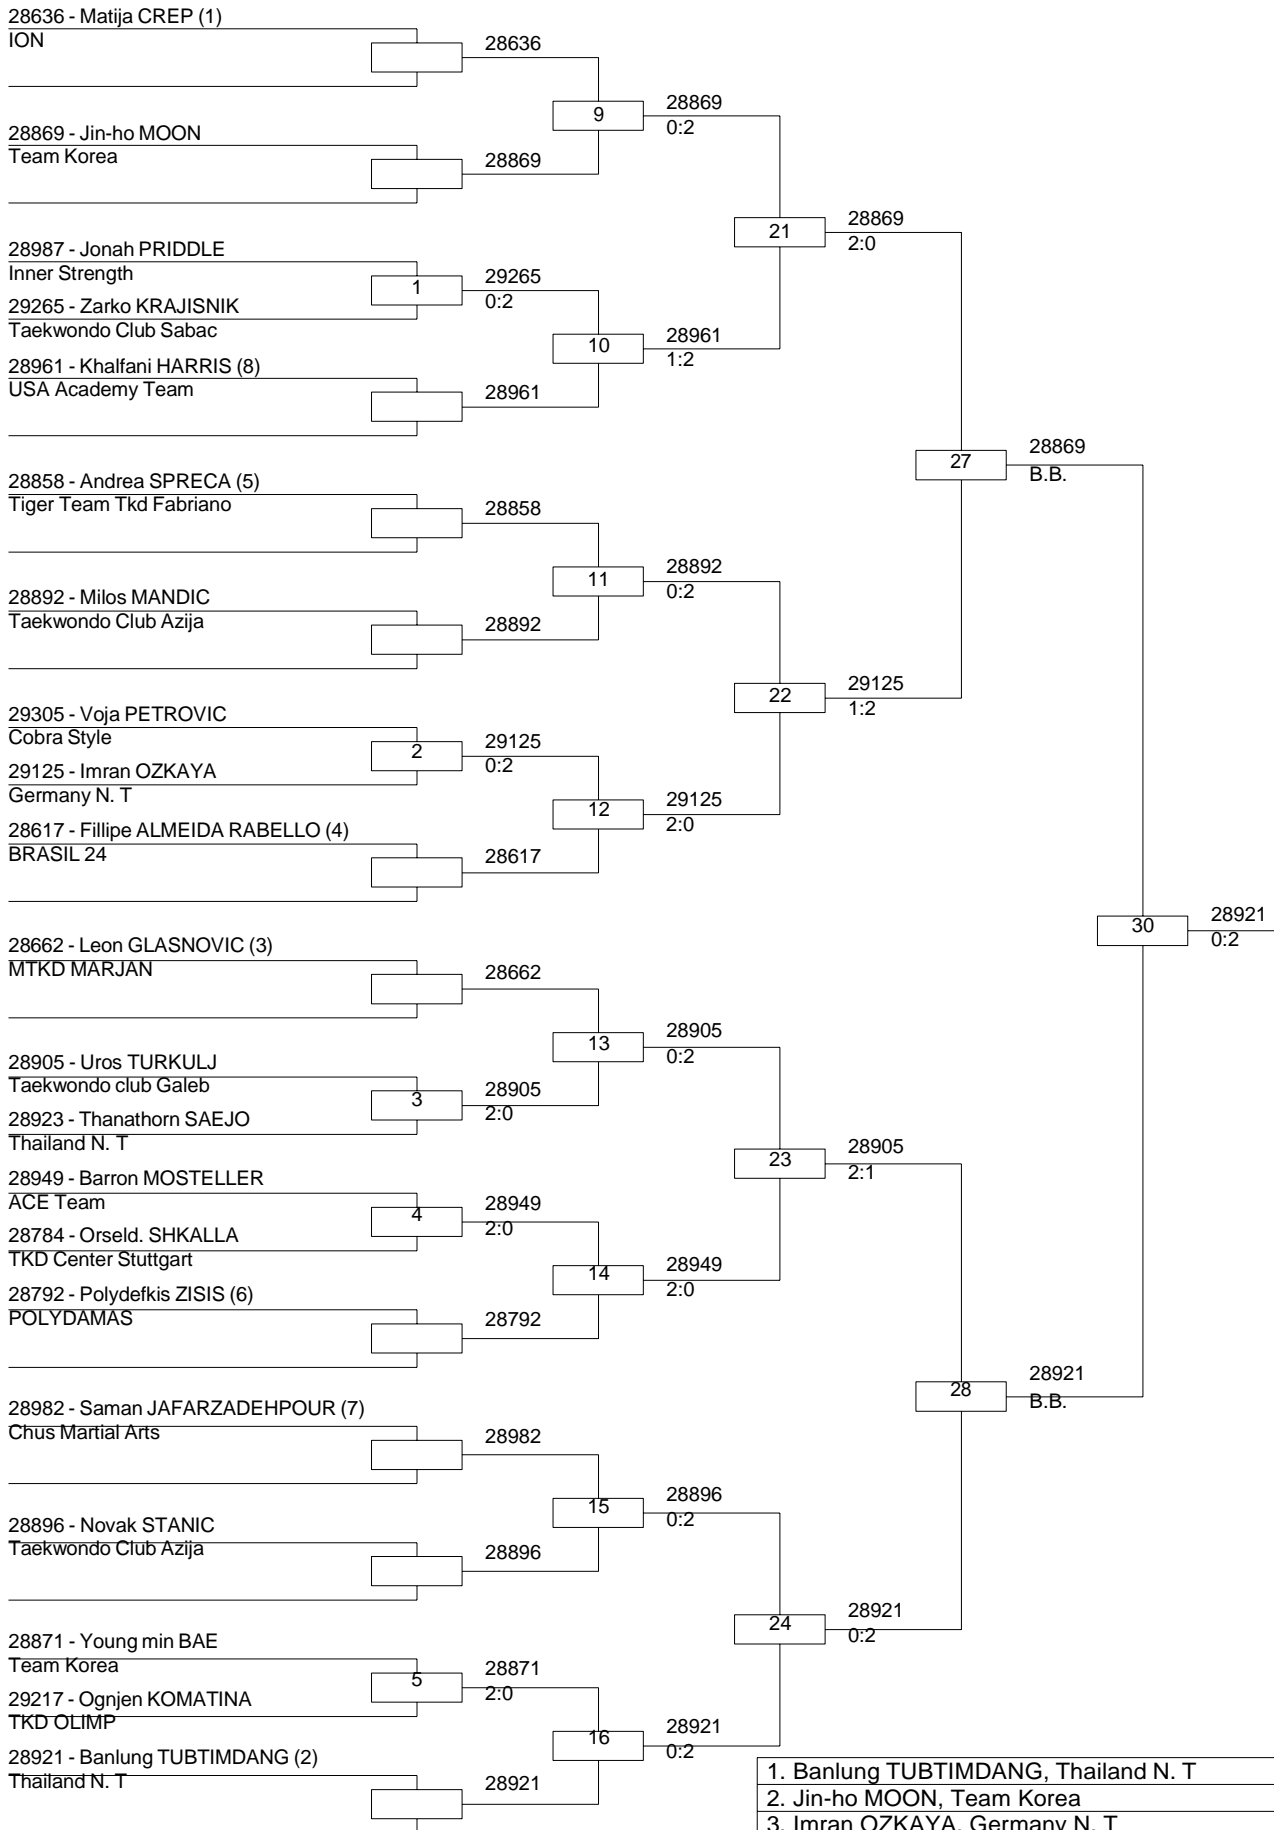 28636 - Matija CREP (1)
ION
28636
28869 - Jin-ho MOON
Team Korea
28869
9
28869
0:2
28987 - Jonah PRIDDLE
Inner Strength
1
29265
0:2
29265 - Zarko KRAJISNIK
Taekwondo Club Sabac
28961 - Khalfani HARRIS (8)
USA Academy Team
28961
10
28961
1:2
21
28869
2:0
28858 - Andrea SPRECA (5)
Tiger Team Tkd Fabriano
28858
28892 - Milos MANDIC
Taekwondo Club Azija
28892
11
28892
0:2
29305 - Voja PETROVIC
Cobra Style
2
29125
0:2
29125 - Imran OZKAYA
Germany N. T
28617 - Fillipe ALMEIDA RABELLO (4)
BRASIL 24
28617
12
29125
2:0
22
29125
1:2
27
28869
B.B.
28662 - Leon GLASNOVIC (3)
MTKD MARJAN
28662
28905 - Uros TURKULJ
Taekwondo club Galeb
3
28905
2:0
28923 - Thanathorn SAEJO
Thailand N. T
13
28905
0:2
28949 - Barron MOSTELLER
ACE Team
4
28949
2:0
28784 - Orseld. SHKALLA
TKD Center Stuttgart
28792 - Polydefkis ZISIS (6)
POLYDAMAS
28792
14
28949
2:0
23
28905
2:1
28982 - Saman JAFARZADEHPOUR (7)
Chus Martial Arts
28982
28896 - Novak STANIC
Taekwondo Club Azija
28896
15
28896
0:2
28871 - Young min BAE
Team Korea
5
28871
2:0
29217 - Ognjen KOMATINA
TKD OLIMP
28921 - Banlung TUBTIMDANG (2)
Thailand N. T
28921
16
28921
0:2
24
28921
0:2
28
28921
B.B.
30
28921
0:2
1. Banlung TUBTIMDANG, Thailand N. T
2. Jin-ho MOON, Team Korea
3. Imran OZKAYA, Germany N. T